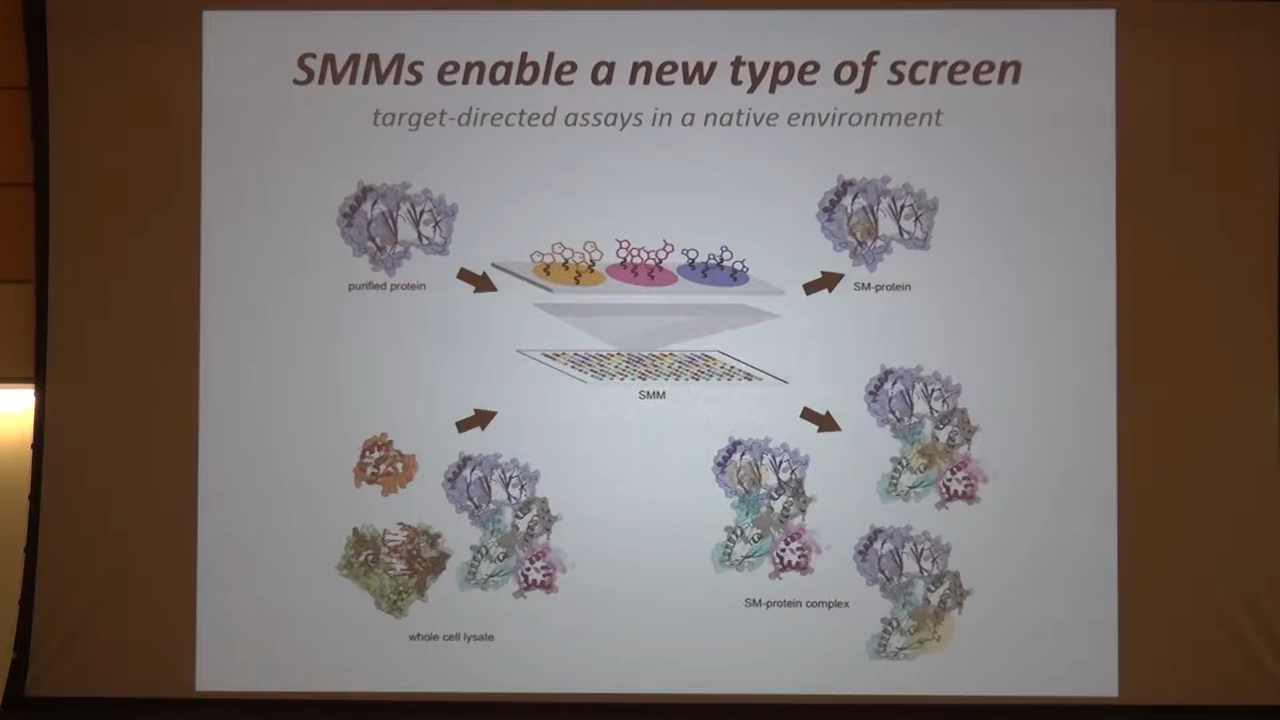 SMMs enable a new type of screen
target-directed assays in a native environment
purified protein
SM-protein
SMM
SM-protein complex
whole cell lysate